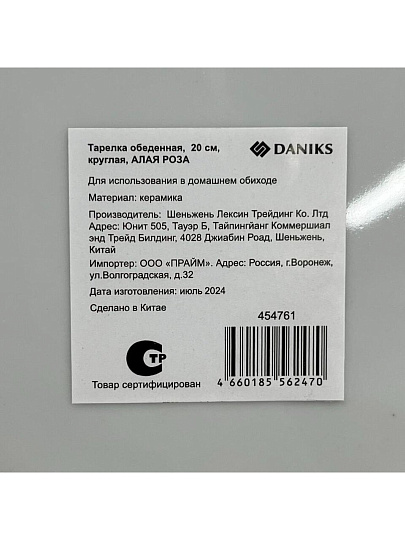 Тарелка обеденная, 20 см,
круглая, АЛАЯ РОЗА
DANIKS
Для использования в домашнем обиходе
Материал: керамика
Производитель: Шеньжень Лексин Трейдинг Ко. Лтд
Адрес: Юнит 505, Тауэр Б, Тайпингйанг Коммершиал
энд Трейд Билдинг, 4028 Джиабин Роад, Шеньжень,
Китай
Импортер: ООО «ПРАЙМ». Адрес: Россия, г.Воронеж,
ул.Волгоградская, д.32
Дата изготовления: июль 2024
Сделано в Китае
454761
СТР
Товар сертифицирован
4 660185 562470